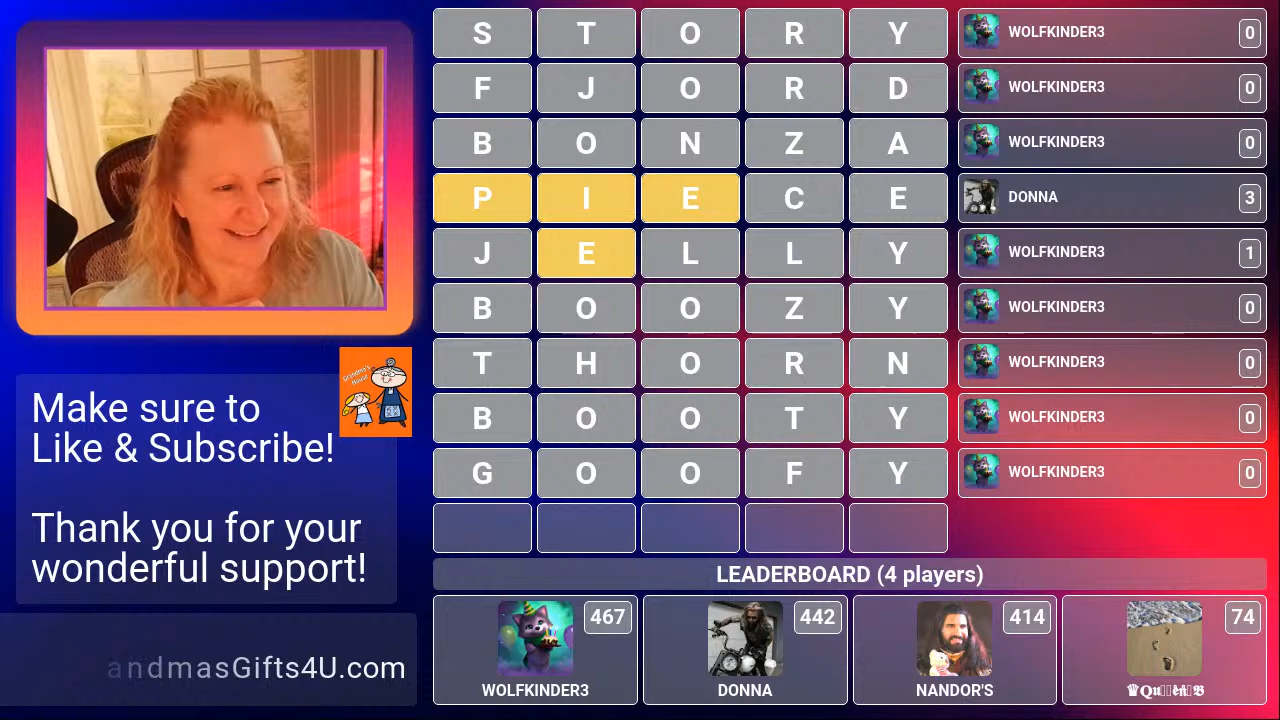 S T O R Y WOLFKINDER3 0
F J O R D WOLFKINDER3 0
B O N Z A WOLFKINDER3 0
P I E C E DONNA 3
J E L L Y WOLFKINDER3 1
B O O Z Y WOLFKINDER3 0
T H O R N WOLFKINDER3 0
B O O T Y WOLFKINDER3 0
G O O F Y WOLFKINDER3 0
Grandma's
House
Make sure to
Like & Subscribe!
Thank you for your
wonderful support!
andmasGifts4U.com
LEADERBOARD (4 players)
467 442 414 74
WOLFKINDER3 DONNA NANDOR'S